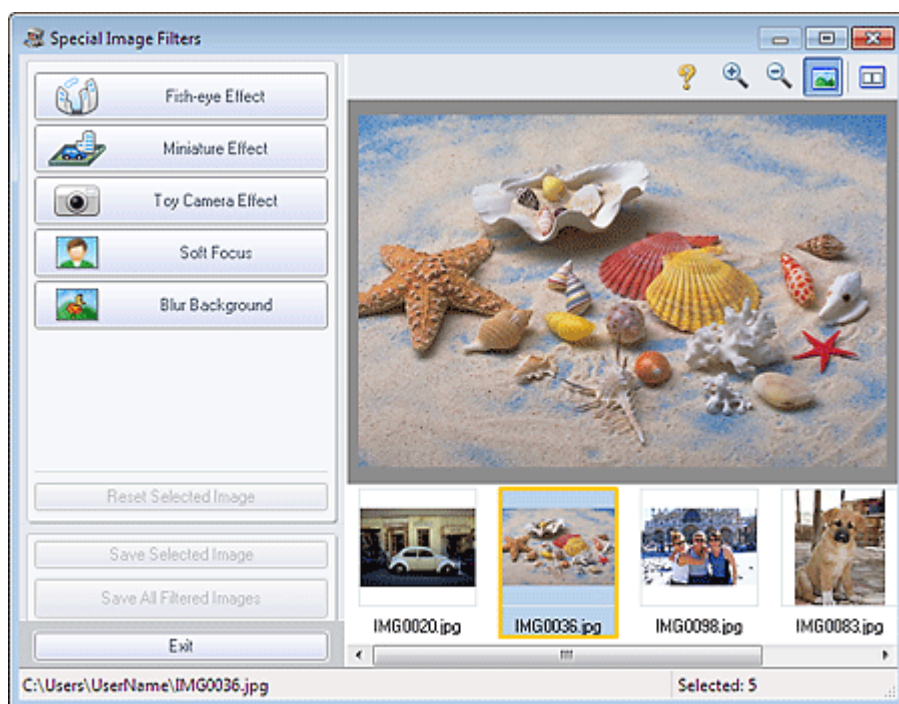 Special Image Filters
Fish-eye Effect
Miniature Effect
Toy Camera Effect
Soft Focus
Blur Background
Reset Selected Image
Save Selected Image
Save All Filtered Images
Exit
IMG0020.jpg
IMG0036.jpg
IMG0098.jpg
IMG0083.jpg
C:\Users\UserName\IMG0036.jpg
Selected: 5